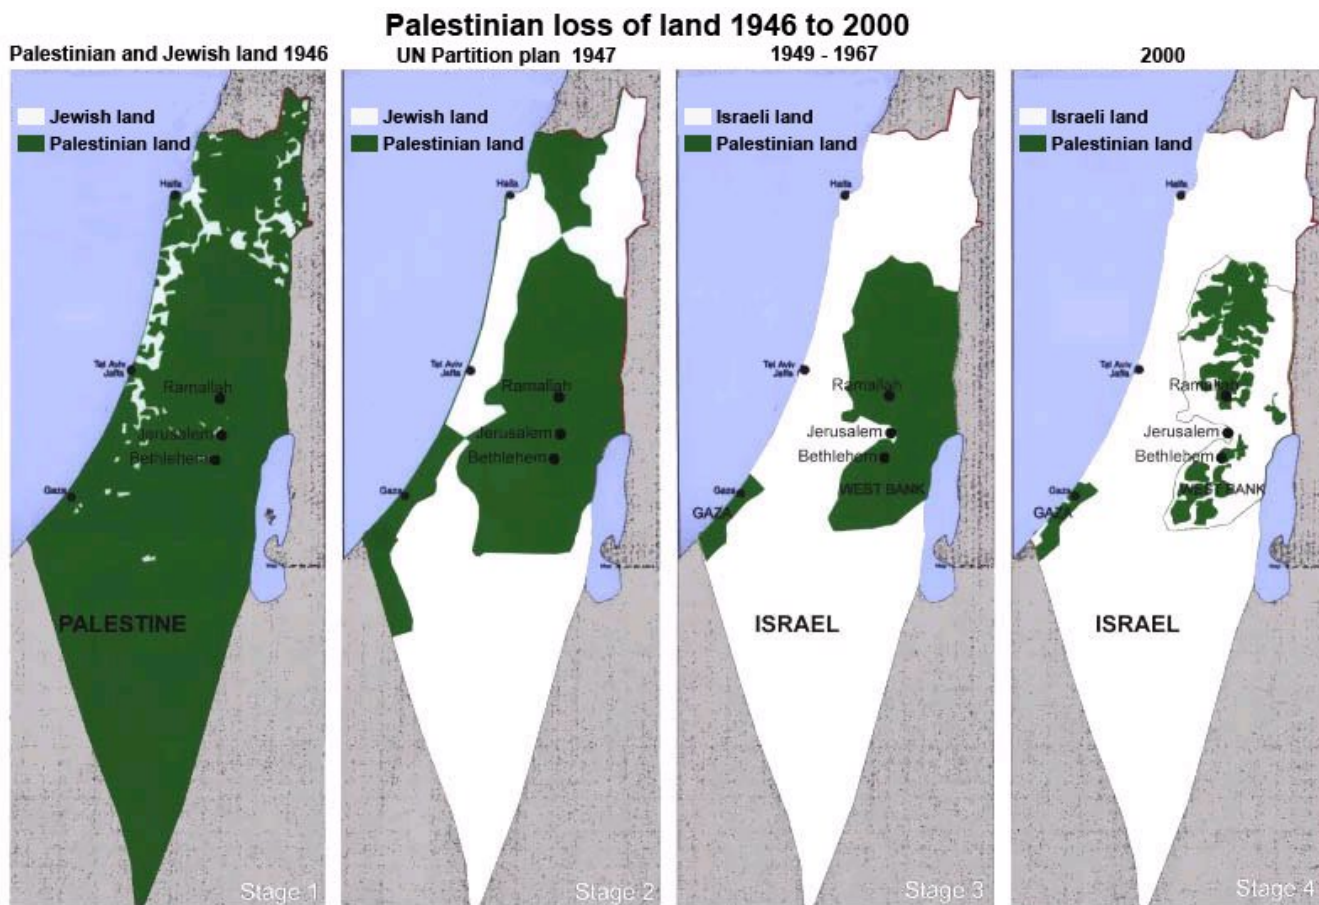 Palestinian loss of land 1946 to 2000
Palestinian and Jewish land 1946
Jewish land
Palestinian land
Haifa
Tel Aviv
Jaffa
Ramallah
Jerusalem
Bethlehem
Gaza
PALESTINE
Stage 1
UN Partition plan 1947
Jewish land
Palestinian land
Haifa
Tel Aviv
Jaffa
Ramallah
Jerusalem
Bethlehem
Gaza
Stage 2
1949 - 1967
Israeli land
Palestinian land
Haifa
Tel Aviv
Jaffa
Ramallah
Jerusalem
Bethlehem
Gaza
WEST BANK
GAZA
ISRAEL
Stage 3
2000
Israeli land
Palestinian land
Haifa
Tel Aviv
Jaffa
Ramallah
Jerusalem
Bethlehem
Gaza
WEST BANK
GAZA
ISRAEL
Stage 4